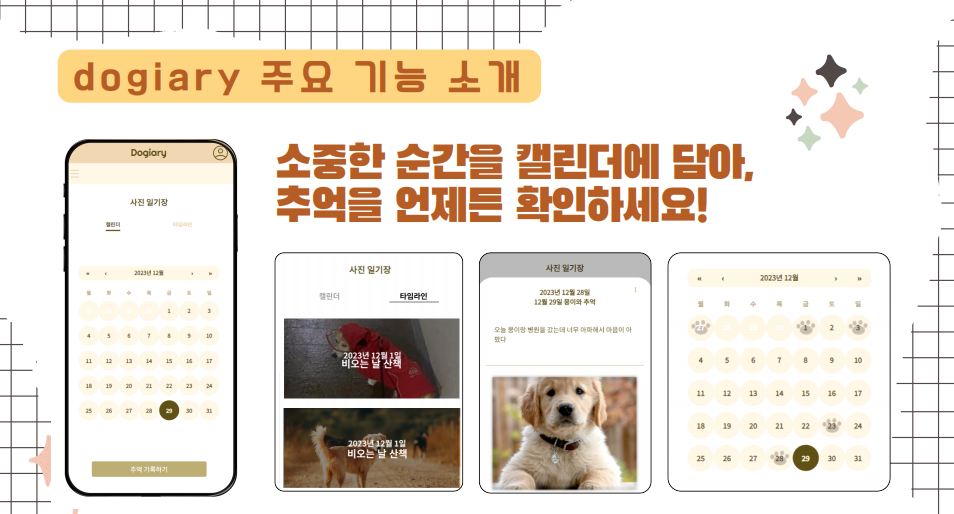 dogiary 주요 기능 소개
소중한 순간을 캘린더에 담아,
추억을 언제든 확인하세요!
Dogiary
사진 일기장
캘린더 타임라인
« ‹ 2023년 12월 › »
월 화 수 목 금 토 일
1 2 3
4 5 6 7 8 9 10
11 12 13 14 15 16 17
18 19 20 21 22 23 24
25 26 27 28 29 30 31
추억 기록하기
사진 일기장
캘린더 타임라인
2023년 12월 1일
비오는 날 산책
2023년 12월 1일
비오는 날 산책
사진 일기장
2023년 12월 28일
12월 29일 뭉이와 추억
오늘 뭉이랑 병원을 갔는데 너무 아파해서 마음이 아
팠다
« ‹ 2023년 12월 › »
월 화 수 목 금 토 일
27 1 2 3
4 5 6 7 8 9 10
11 12 13 14 15 16 17
18 19 20 21 22 23 24
25 26 27 28 29 30 31